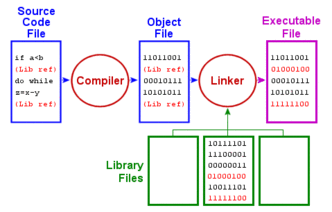 Source
Code
File
Object
File
Executable
File
if a<b
(Lib ref)
do while
z=x-y
(Lib ref)
Compiler
11011001
(Lib ref)
00010111
10101011
(Lib ref)
Linker
11011001
01000100
00010111
10101011
11111100
Library
Files
10111101
11100001
00000011
01000100
10011101
11111100